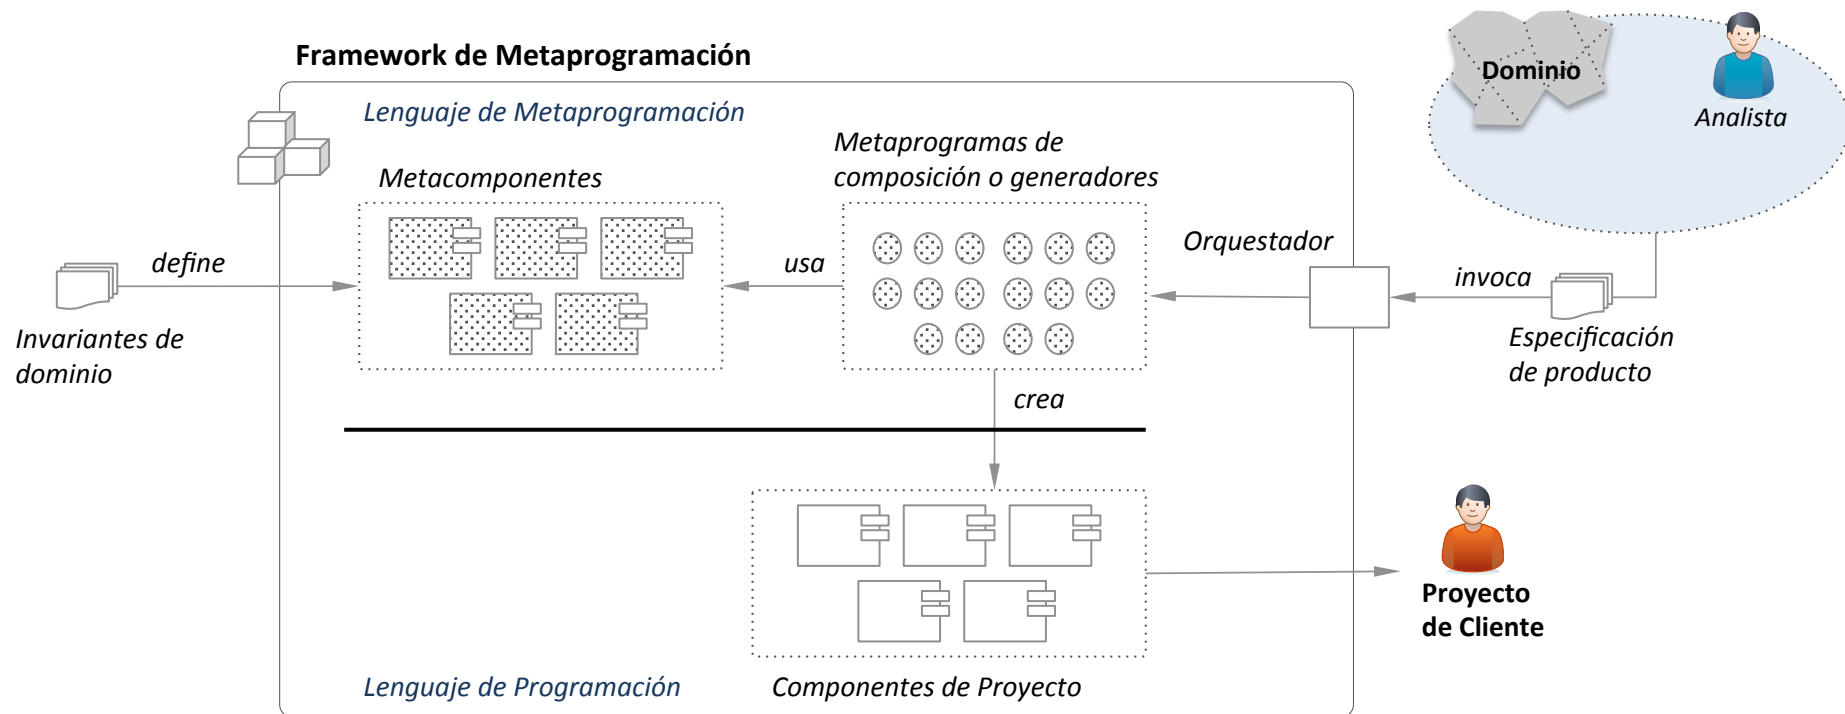 Framework de Metaprogramación
Dominio
Analista
Lenguaje de Metaprogramación
Metaprogramas de
composición o generadores
Metacomponentes
Orquestador
define
usa
invoca
Invariantes de
dominio
Especificación
de producto
crea
Proyecto
de Cliente
Lenguaje de Programación
Componentes de Proyecto